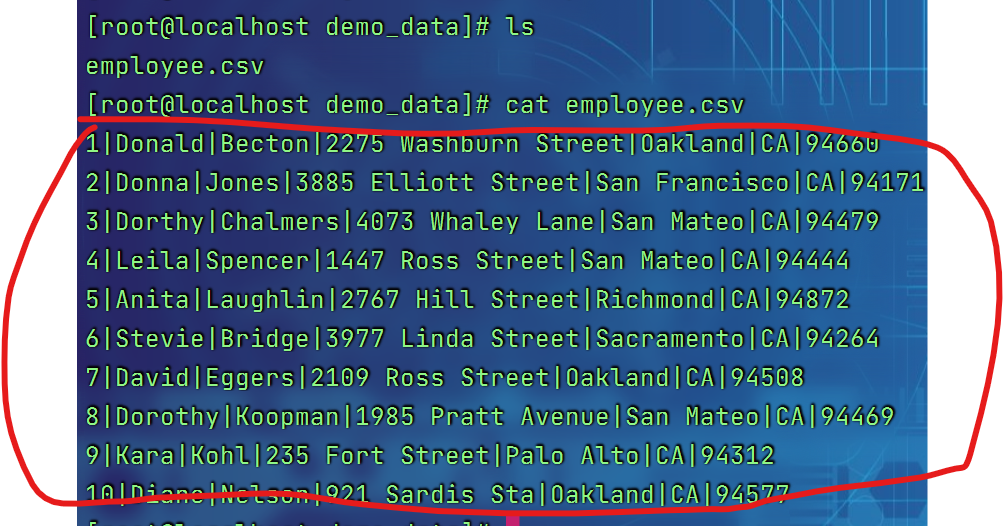 [root@localhost demo_data]# ls
employee.csv
[root@localhost demo_data]# cat employee.csv
1|Donald|Becton|2275 Washburn Street|Oakland|CA|94660
2|Donna|Jones|3885 Elliott Street|San Francisco|CA|94171
3|Dorthy|Chalmers|4073 Whaley Lane|San Mateo|CA|94479
4|Leila|Spencer|1447 Ross Street|San Mateo|CA|94444
5|Anita|Laughlin|2767 Hill Street|Richmond|CA|94872
6|Stevie|Bridge|3977 Linda Street|Sacramento|CA|94264
7|David|Eggers|2109 Ross Street|Oakland|CA|94508
8|Dorothy|Koopman|1985 Pratt Avenue|San Mateo|CA|94469
9|Kara|Kohl|235 Fort Street|Palo Alto|CA|94312
10|Diane|Nelson|921 Sardis Sta|Oakland|CA|94577
[root@localhost demo_data]#